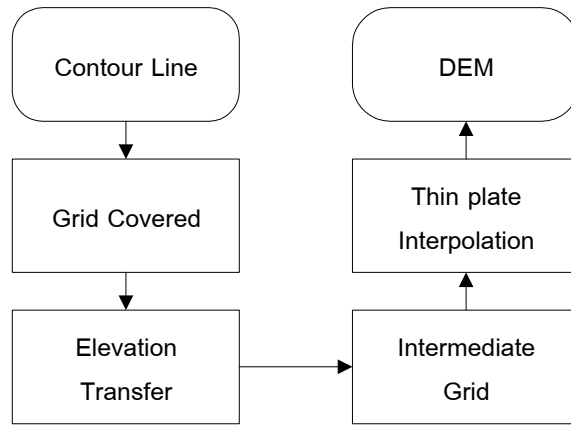 Contour Line
Grid Covered
Elevation
Transfer
Intermediate
Grid
Thin plate
Interpolation
DEM